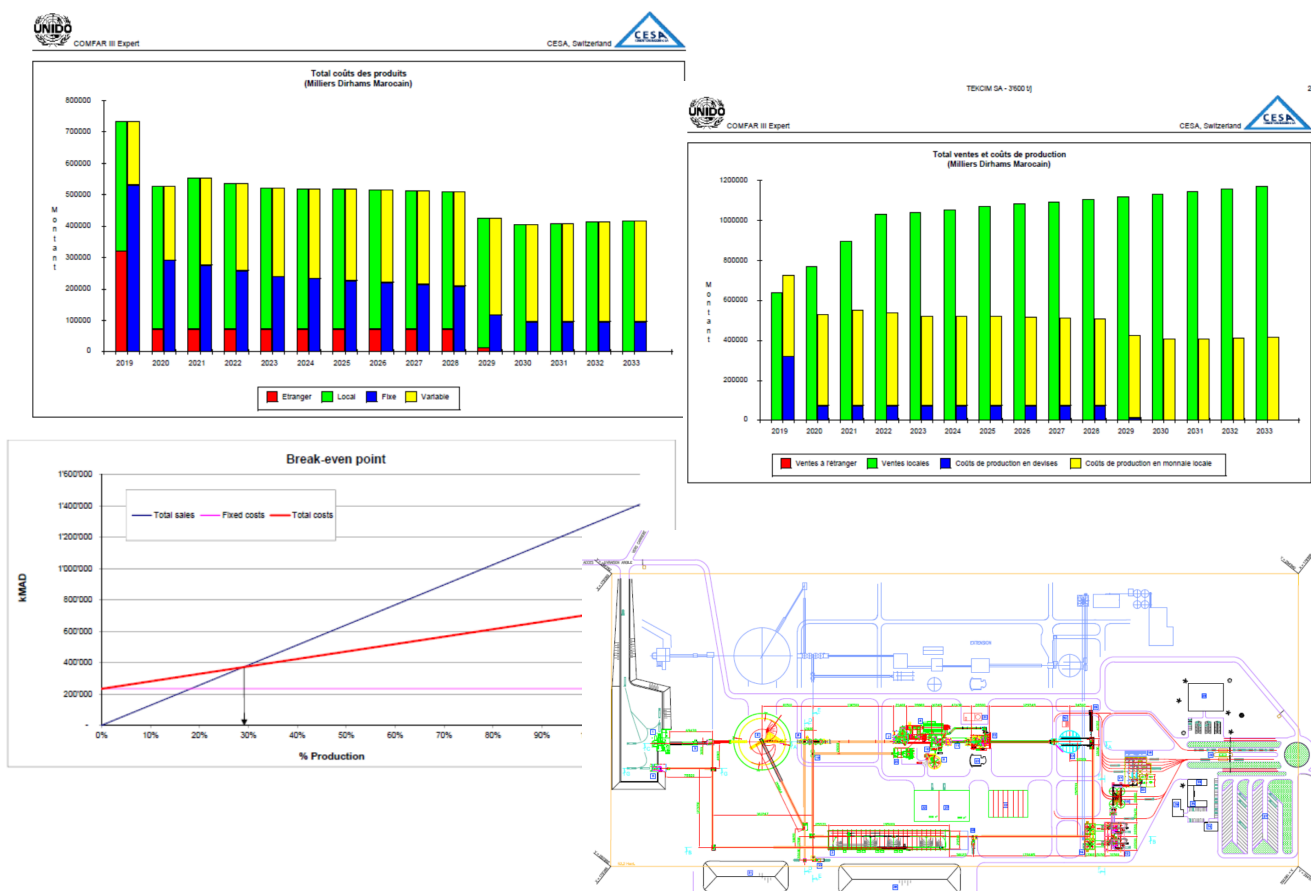 UNIDO
COMFAR III Expert
CESA, Switzerland
CESA
Total coûts des produits
(Milliers Dirhams Marocain)
800000
700000
600000
500000
400000
300000
200000
100000
0
Montant
2019 2020 2021 2022 2023 2024 2025 2026 2027 2028 2029 2030 2031 2032 2033
Etranger Local Fixe Variable
TEKCIM SA - 3'600 t/j
2
UNIDO
COMFAR III Expert
CESA, Switzerland
CESA
Total ventes et coûts de production
(Milliers Dirhams Marocain)
1200000
1000000
800000
600000
400000
200000
0
Montant
2019 2020 2021 2022 2023 2024 2025 2026 2027 2028 2029 2030 2031 2032 2033
Ventes à l'étranger Ventes locales Coûts de production en devises Coûts de production en monnaie locale
Break-even point
1'600'000
1'400'000
1'200'000
1'000'000
800'000
600'000
400'000
200'000
-
kMAD
Total sales Fixed costs Total costs
0% 10% 20% 30% 40% 50% 60% 70% 80% 90%
% Production
EXTENSION